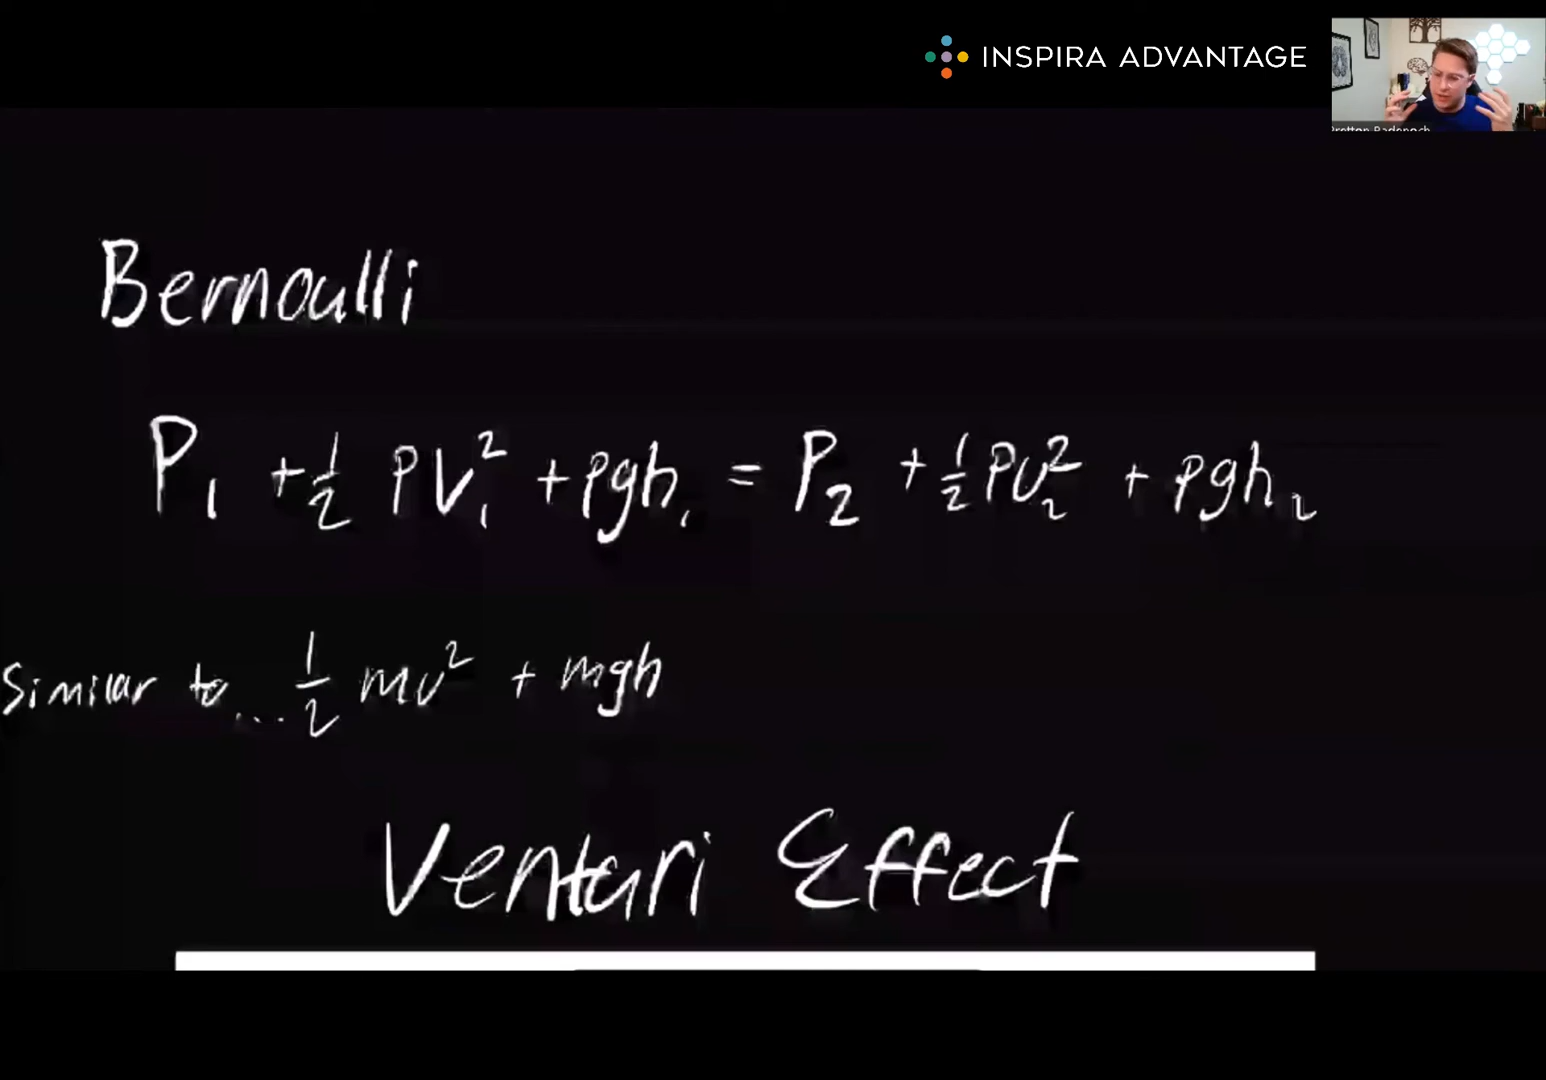 INSPIRA ADVANTAGE
Bernoulli
P₁ + ½ ρv₁² + ρgh₁ = P₂ + ½ ρv₂² + ρgh₂
Similar to... ½ mv² + mgh
Venturi Effect